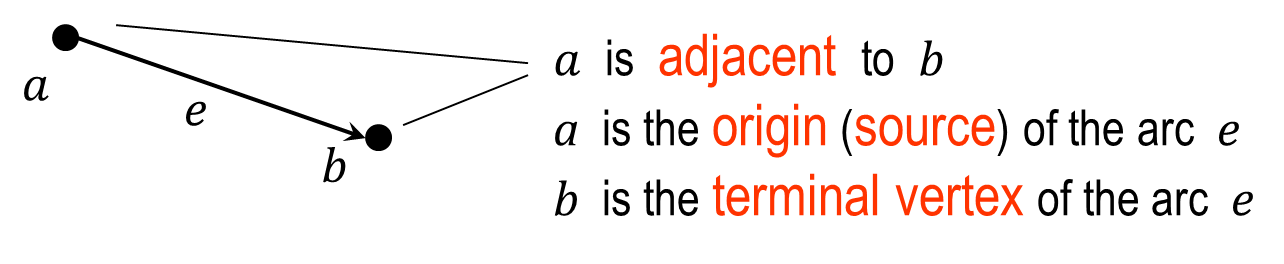 a
e
b
a is adjacent to b
a is the origin (source) of the arc e
b is the terminal vertex of the arc e